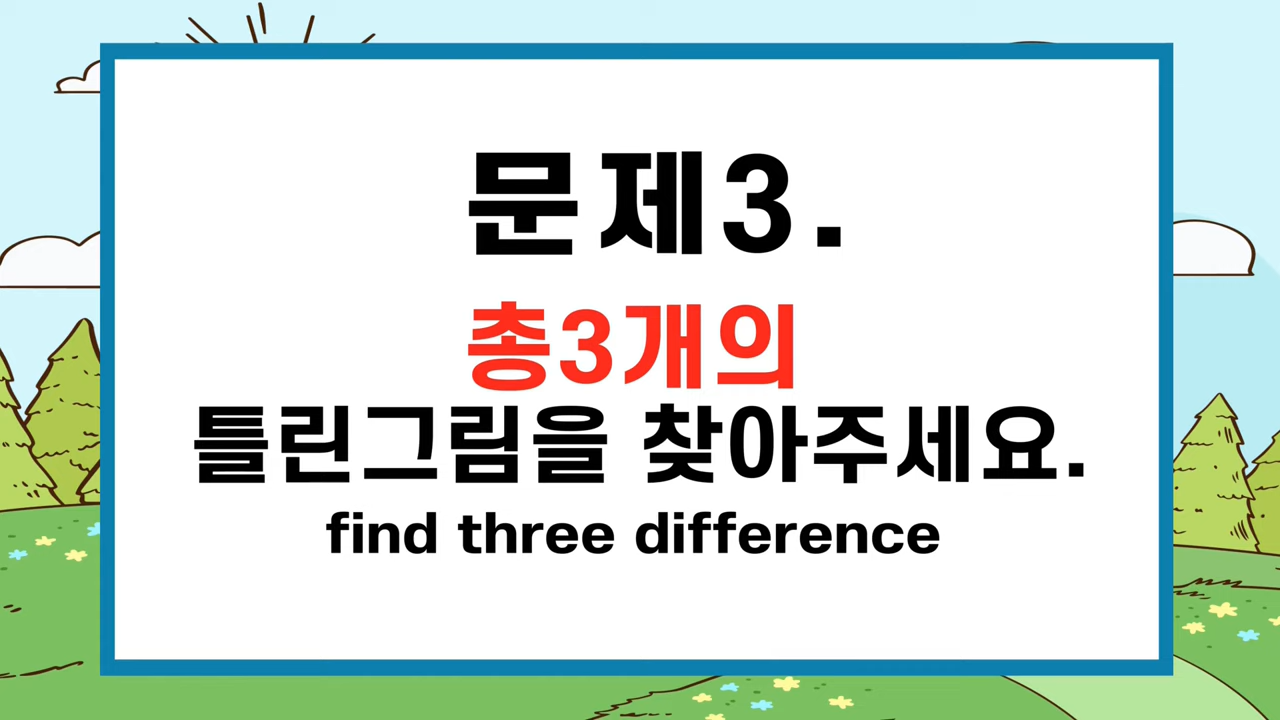 문제3.
총3개의
틀린그림을 찾아주세요.
find three difference